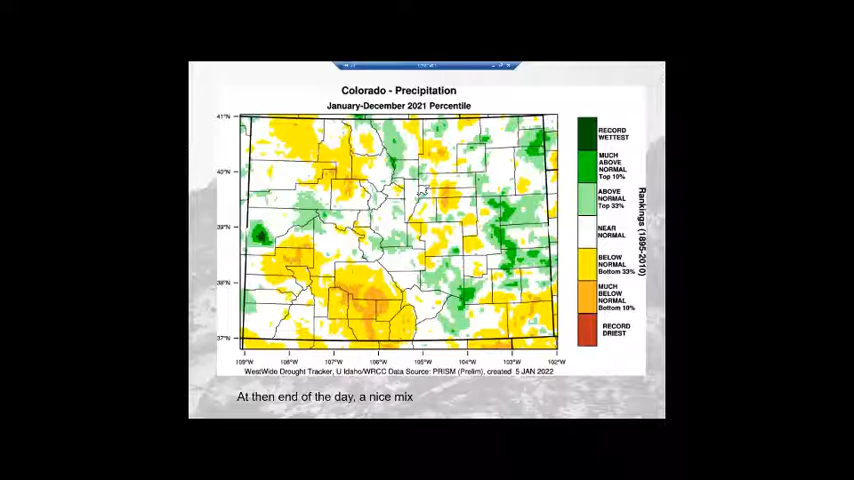 Colorado - Precipitation
January-December 2021 Percentile
41°N
40°N
39°N
38°N
37°N
109°W 108°W 107°W 106°W 105°W 104°W 103°W 102°W
RECORD
WETTEST
MUCH
ABOVE
NORMAL
Top 10%
ABOVE
NORMAL
Top 33%
NEAR
NORMAL
BELOW
NORMAL
Bottom 33%
MUCH
BELOW
NORMAL
Bottom 10%
RECORD
DRIEST
Rankings (1895-2010)
WestWide Drought Tracker, U Idaho/WRCC Data Source: PRISM (Prelim), created 5 JAN 2022
At then end of the day, a nice mix